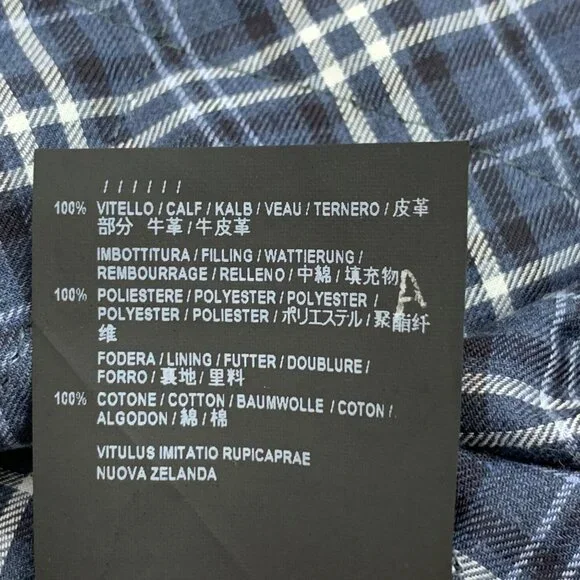 / / / / / /
100% VITELLO / CALF / KALB / VEAU / TERNERO / 皮革
部分 牛革 / 牛皮革
IMBOTTITURA / FILLING / WATTIERUNG /
REMBOURRAGE / RELLENO / 中綿 / 填充物
A
100% POLIESTERE / POLYESTER / POLYESTER /
POLYESTER / POLIESTER / ポリエステル / 聚酯纤
维
FODERA / LINING / FUTTER / DOUBLURE /
FORRO / 裏地 / 里料
100% COTONE / COTTON / BAUMWOLLE / COTON /
ALGODON / 綿 / 棉
VITULUS IMITATIO RUPICAPRAE
NUOVA ZELANDA